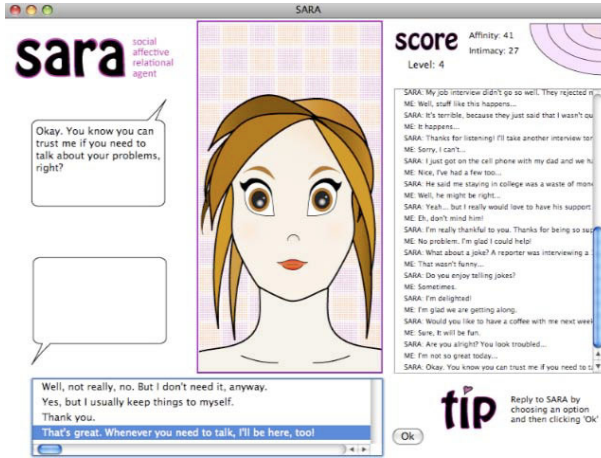 SARA
sara
social
affective
relational
agent
score
Affinity: 41
Intimacy: 27
Level: 4
Okay. You know you can
trust me if you need to
talk about your problems,
right?
SARA: My job interview didn't go so well. They rejected
ME: Well, stuff like this happens...
SARA: It's terrible, because they just said that I wasn't
ME: It happens...
SARA: Thanks for listening! I'll take another interview
ME: Sorry, I can't...
SARA: I just got on the cell phone with my dad and we
ME: Nice, I've had a few too...
SARA: He said me staying in college was a waste of
ME: Well, he might be right...
SARA: Yeah... but I really would love to have his support
ME: Eh, don't mind him!
SARA: I'm really thankful to you. Thanks for being so
ME: No problem. I'm glad I could help!
SARA: What about a joke? A reporter was interviewing a
ME: That wasn't funny...
SARA: Do you enjoy telling jokes?
ME: Sometimes.
SARA: I'm delighted!
ME: I'm glad we are getting along.
SARA: Would you like to have a coffee with me next
ME: Sure, It will be fun.
SARA: Are you alright? You look troubled...
ME: I'm not so great today...
SARA: Okay. You know you can trust me if you need to
Well, not really, no. But I don't need it, anyway.
Yes, but I usually keep things to myself.
Thank you.
That's great. Whenever you need to talk, I'll be here, too!
Ok
tip
Reply to SARA by
choosing an option
and then clicking 'Ok'